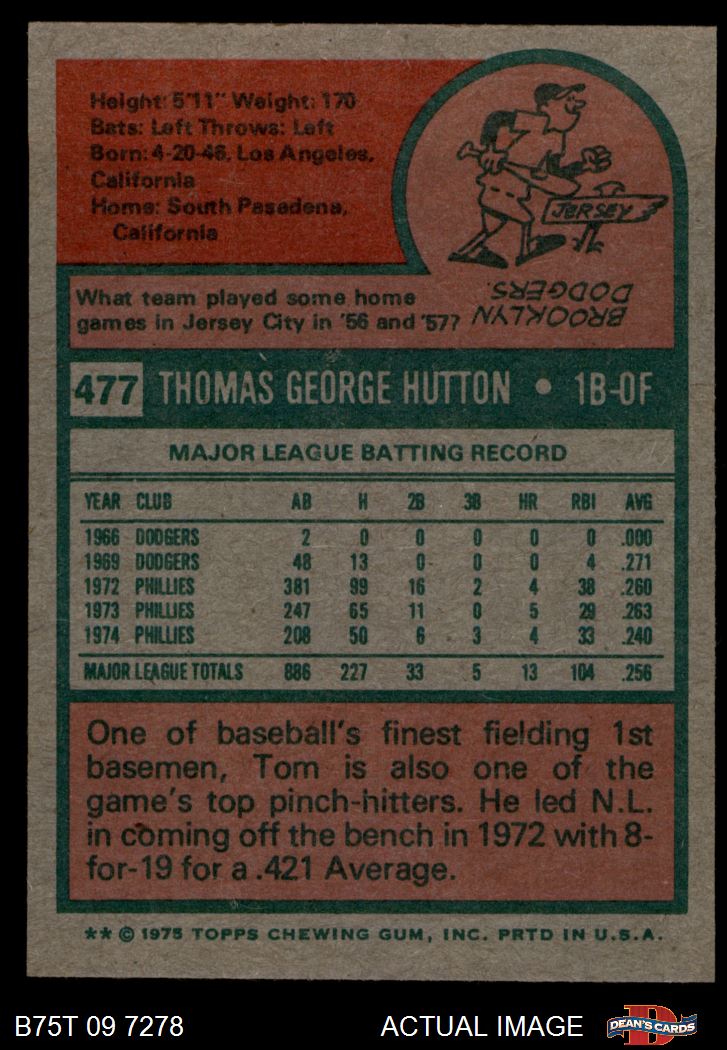 Height: 5'11" Weight: 170
Bats: Left Throws: Left
Born: 4-20-46, Los Angeles,
California
Home: South Pasadena,
California
JERSEY
What team played some home
games in Jersey City in '56 and '57?
BROOKLYN
DODGERS.
477 THOMAS GEORGE HUTTON • 1B-OF
MAJOR LEAGUE BATTING RECORD
YEAR CLUB AB H 2B 3B HR RBI AVG
1966 DODGERS 2 0 0 0 0 0 .000
1969 DODGERS 48 13 0 0 0 4 .271
1972 PHILLIES 381 99 16 2 4 38 .260
1973 PHILLIES 247 65 11 0 5 29 .263
1974 PHILLIES 208 50 6 3 4 33 .240
MAJOR LEAGUE TOTALS 886 227 33 5 13 104 .256
One of baseball's finest fielding 1st
basemen, Tom is also one of the
game's top pinch-hitters. He led N.L.
in coming off the bench in 1972 with 8-
for-19 for a .421 Average.
** © 1975 TOPPS CHEWING GUM, INC. PRTD IN U.S.A.
B75T 09 7278 ACTUAL IMAGE
DEAN'S CARDS